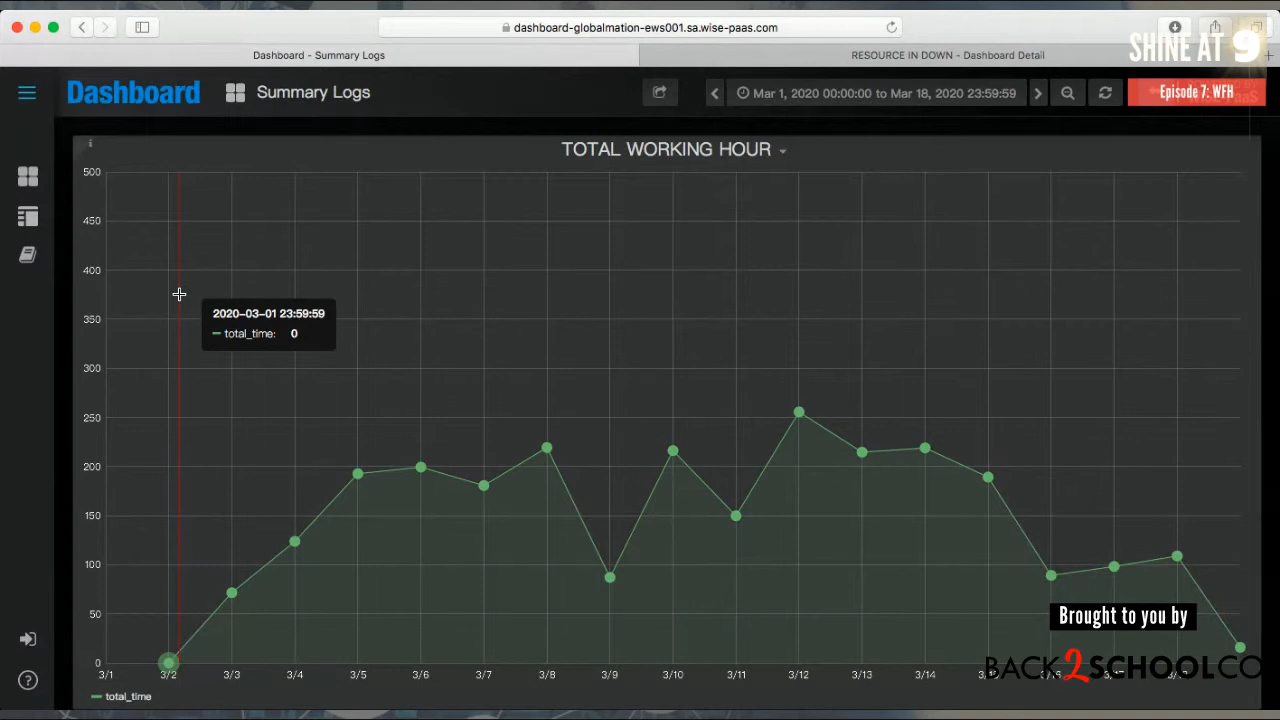 dashboard-globalmation-ews001.sa.wise-paas.com
SHINE AT 9
Dashboard - Summary Logs
RESOURCE IN DOWN - Dashboard Detail
Dashboard
Summary Logs
Mar 1, 2020 00:00:00 to Mar 18, 2020 23:59:59
Episode 7: WFH
TOTAL WORKING HOUR
500
450
400
350
300
250
200
150
100
50
0
2020-03-01 23:59:59
total_time: 0
3/1 3/2 3/3 3/4 3/5 3/6 3/7 3/8 3/9 3/10 3/11 3/12 3/13 3/14
total_time
Brought to you by
BACK2SCHOOLCO